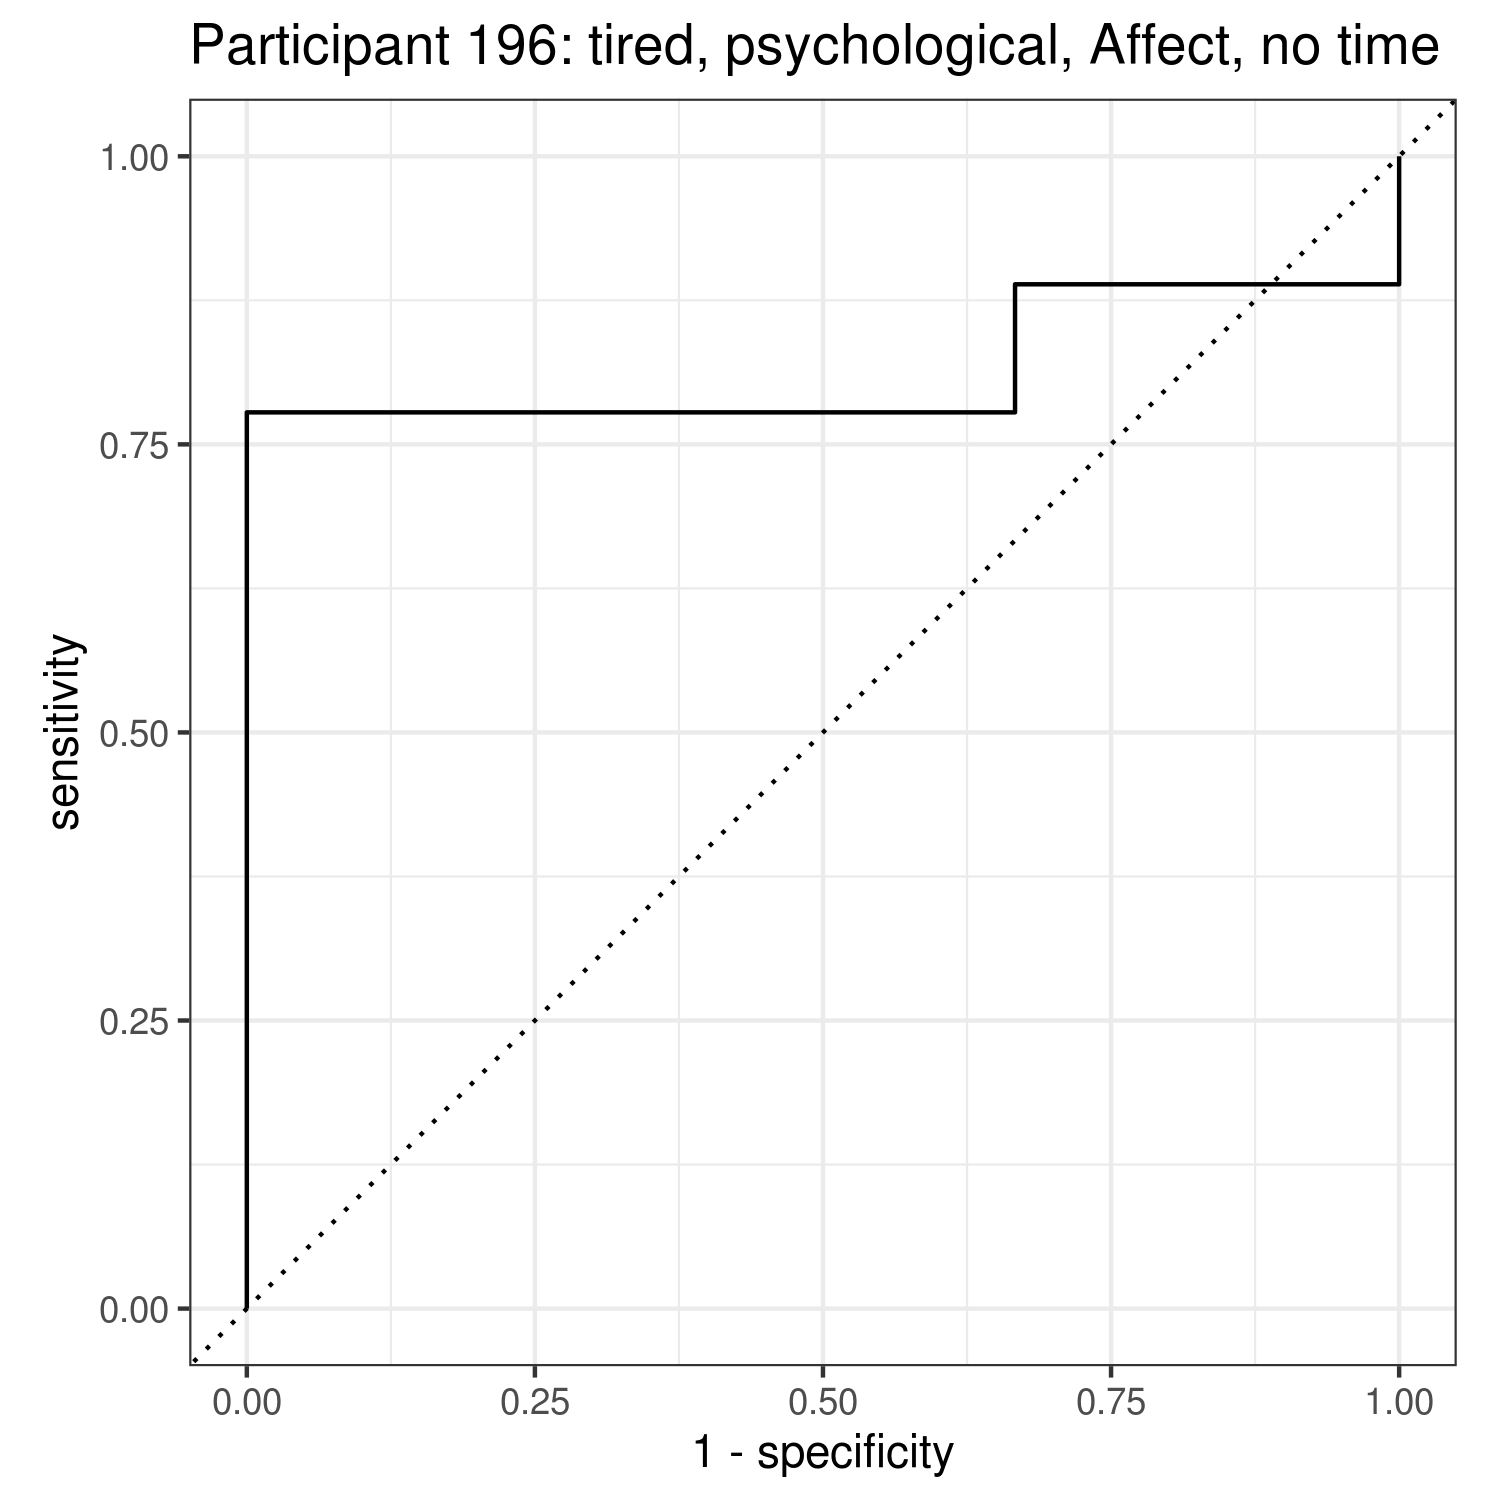 Participant 196: tired, psychological, Affect, no time
1.00
0.75
0.50
0.25
0.00
sensitivity
0.00 0.25 0.50 0.75 1.00
1 - specificity